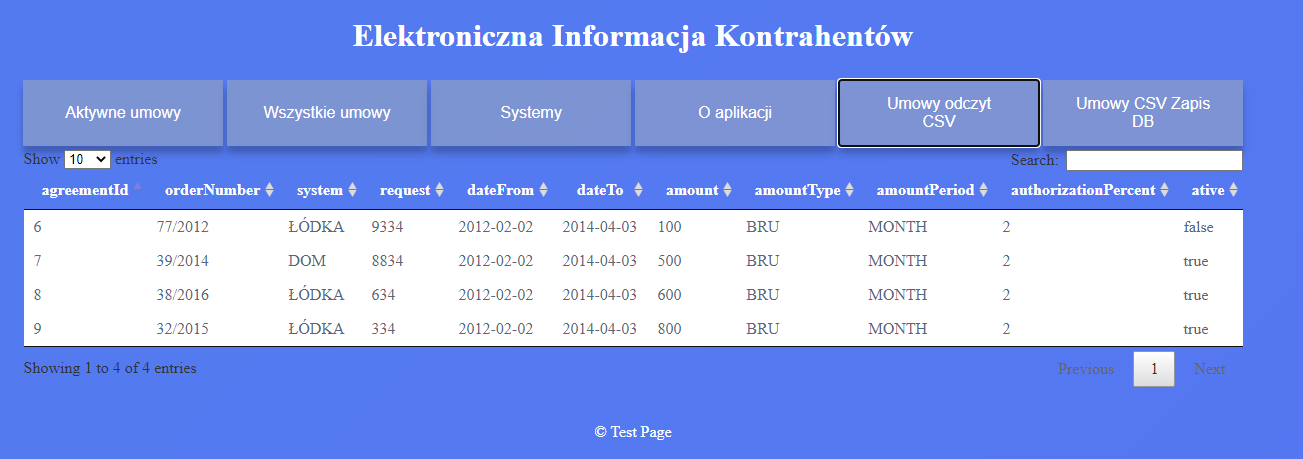 Elektroniczna Informacja Kontrahentów
Aktywne umowy
Wszystkie umowy
Systemy
O aplikacji
Umowy odczyt
CSV
Umowy CSV Zapis
DB
Show 10 entries
Search:
agreementId orderNumber system request dateFrom dateTo amount amountType amountPeriod authorizationPercent ative
6 77/2012 ŁÓDKA 9334 2012-02-02 2014-04-03 100 BRU MONTH 2 false
7 39/2014 DOM 8834 2012-02-02 2014-04-03 500 BRU MONTH 2 true
8 38/2016 ŁÓDKA 634 2012-02-02 2014-04-03 600 BRU MONTH 2 true
9 32/2015 ŁÓDKA 334 2012-02-02 2014-04-03 800 BRU MONTH 2 true
Showing 1 to 4 of 4 entries
Previous 1 Next
© Test Page